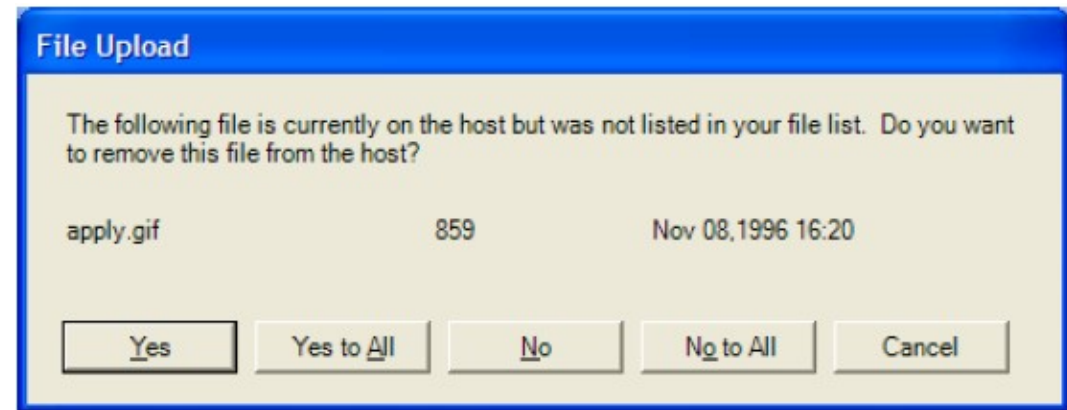 File Upload
The following file is currently on the host but was not listed in your file list.  Do you want
to remove this file from the host?
apply.gif 859 Nov 08,1996 16:20
Yes Yes to All No No to All Cancel